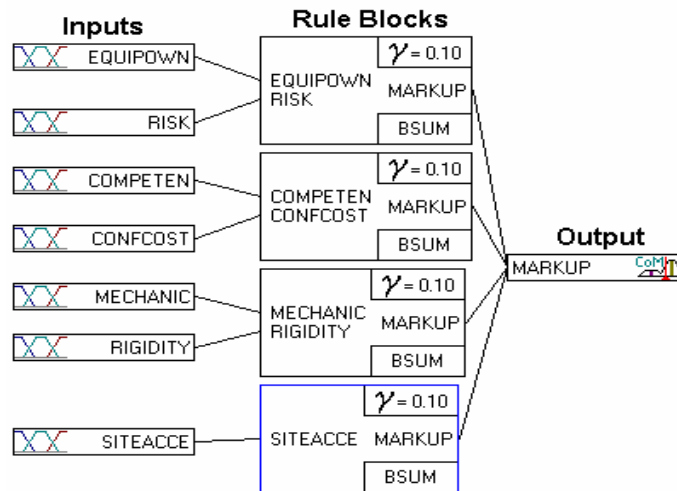 Inputs
Rule Blocks
EQUIPOWN
RISK
COMPETEN
CONFCOST
MECHANIC
RIGIDITY
SITEACCE
γ = 0.10
EQUIPOWN
RISK
MARKUP
BSUM
γ = 0.10
COMPETEN
CONFCOST
MARKUP
BSUM
γ = 0.10
MECHANIC
RIGIDITY
MARKUP
BSUM
γ = 0.10
SITEACCE
MARKUP
BSUM
Output
MARKUP
CoM